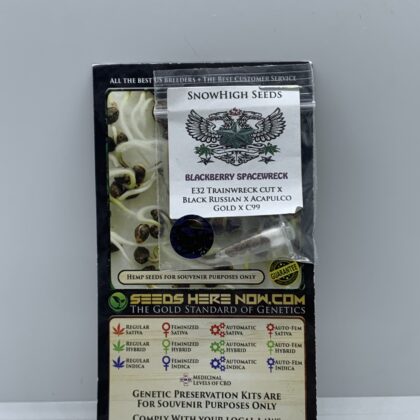 All the Best US Breeders • The Best Customer Service
SnowHigh Seeds
BLACKBERRY SPACEWRECK
E32 Trainwreck cut x
Black Russian x Acapulco
Gold x C99
Hemp seeds for souvenir purposes only
GUARANTEE
SEEDS HERE NOW.COM
The Gold Standard of Genetics
Regular Sativa
Feminized Sativa
Automatic Sativa
Auto-Fem Sativa
Regular Hybrid
Feminized Hybrid
Automatic Hybrid
Auto-Fem Hybrid
Regular Indica
Feminized Indica
Automatic Indica
Auto-Fem Indica
Medicinal
Levels of CBD
Genetic Preservation Kits Are
For Souvenir Purposes Only
Comply With your Local Laws